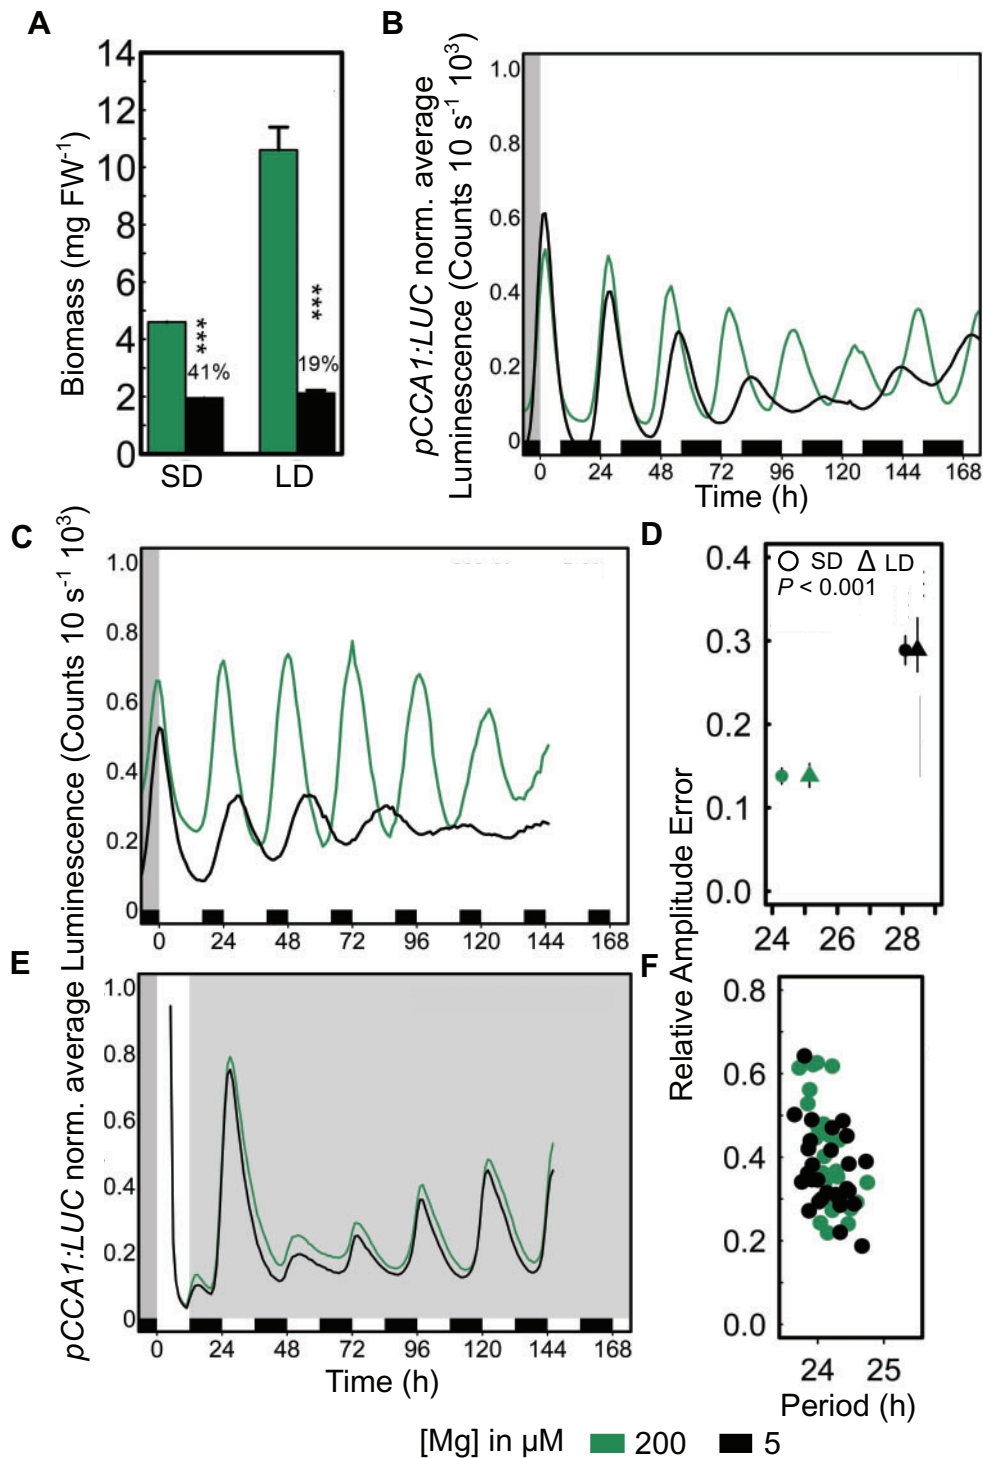 A
Biomass (mg FW-1)
14
12
10
8
6
4
2
0
***
41%
***
19%
SD LD
B
pCCA1:LUC norm. average
Luminescence (Counts 10 s-1 103)
1.0
0.8
0.6
0.4
0.2
0
0 24 48 72 96 120 144 168
Time (h)
C
1.0
0.8
0.6
0.4
0.2
0
0 24 48 72 96 120 144 168
D
0.4
0.3
0.2
0.1
0.0
SD Δ LD
P < 0.001
24 26 28
E
pCCA1:LUC norm. average Luminescence (Counts 10 s-1 103)
1.0
0.8
0.6
0.4
0.2
0
0 24 48 72 96 120 144 168
Time (h)
F
Relative Amplitude Error
0.8
0.6
0.4
0.2
0.0
24 25
Period (h)
[Mg] in µM 200 5